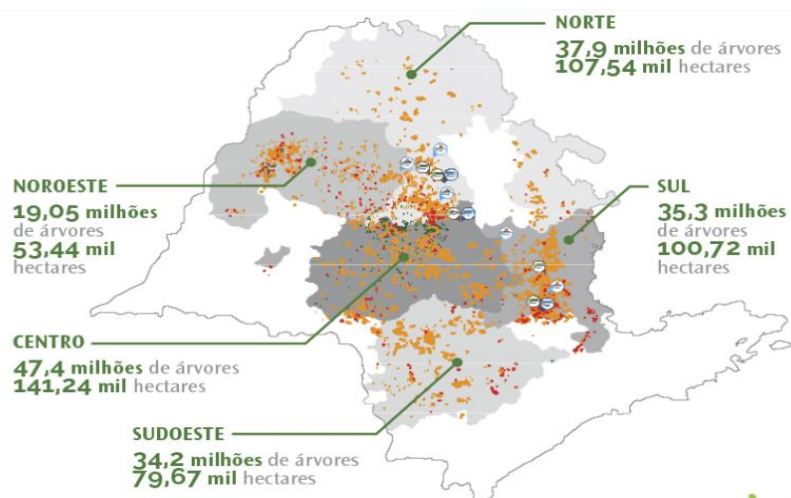 NORTE
37,9 milhões de árvores
107,54 mil hectares
NOROESTE
19,05 milhões
de árvores
53,44 mil
hectares
SUL
35,3 milhões
de árvores
100,72 mil
hectares
CENTRO
47,4 milhões de árvores
141,24 mil hectares
SUDOESTE
34,2 milhões de árvores
79,67 mil hectares